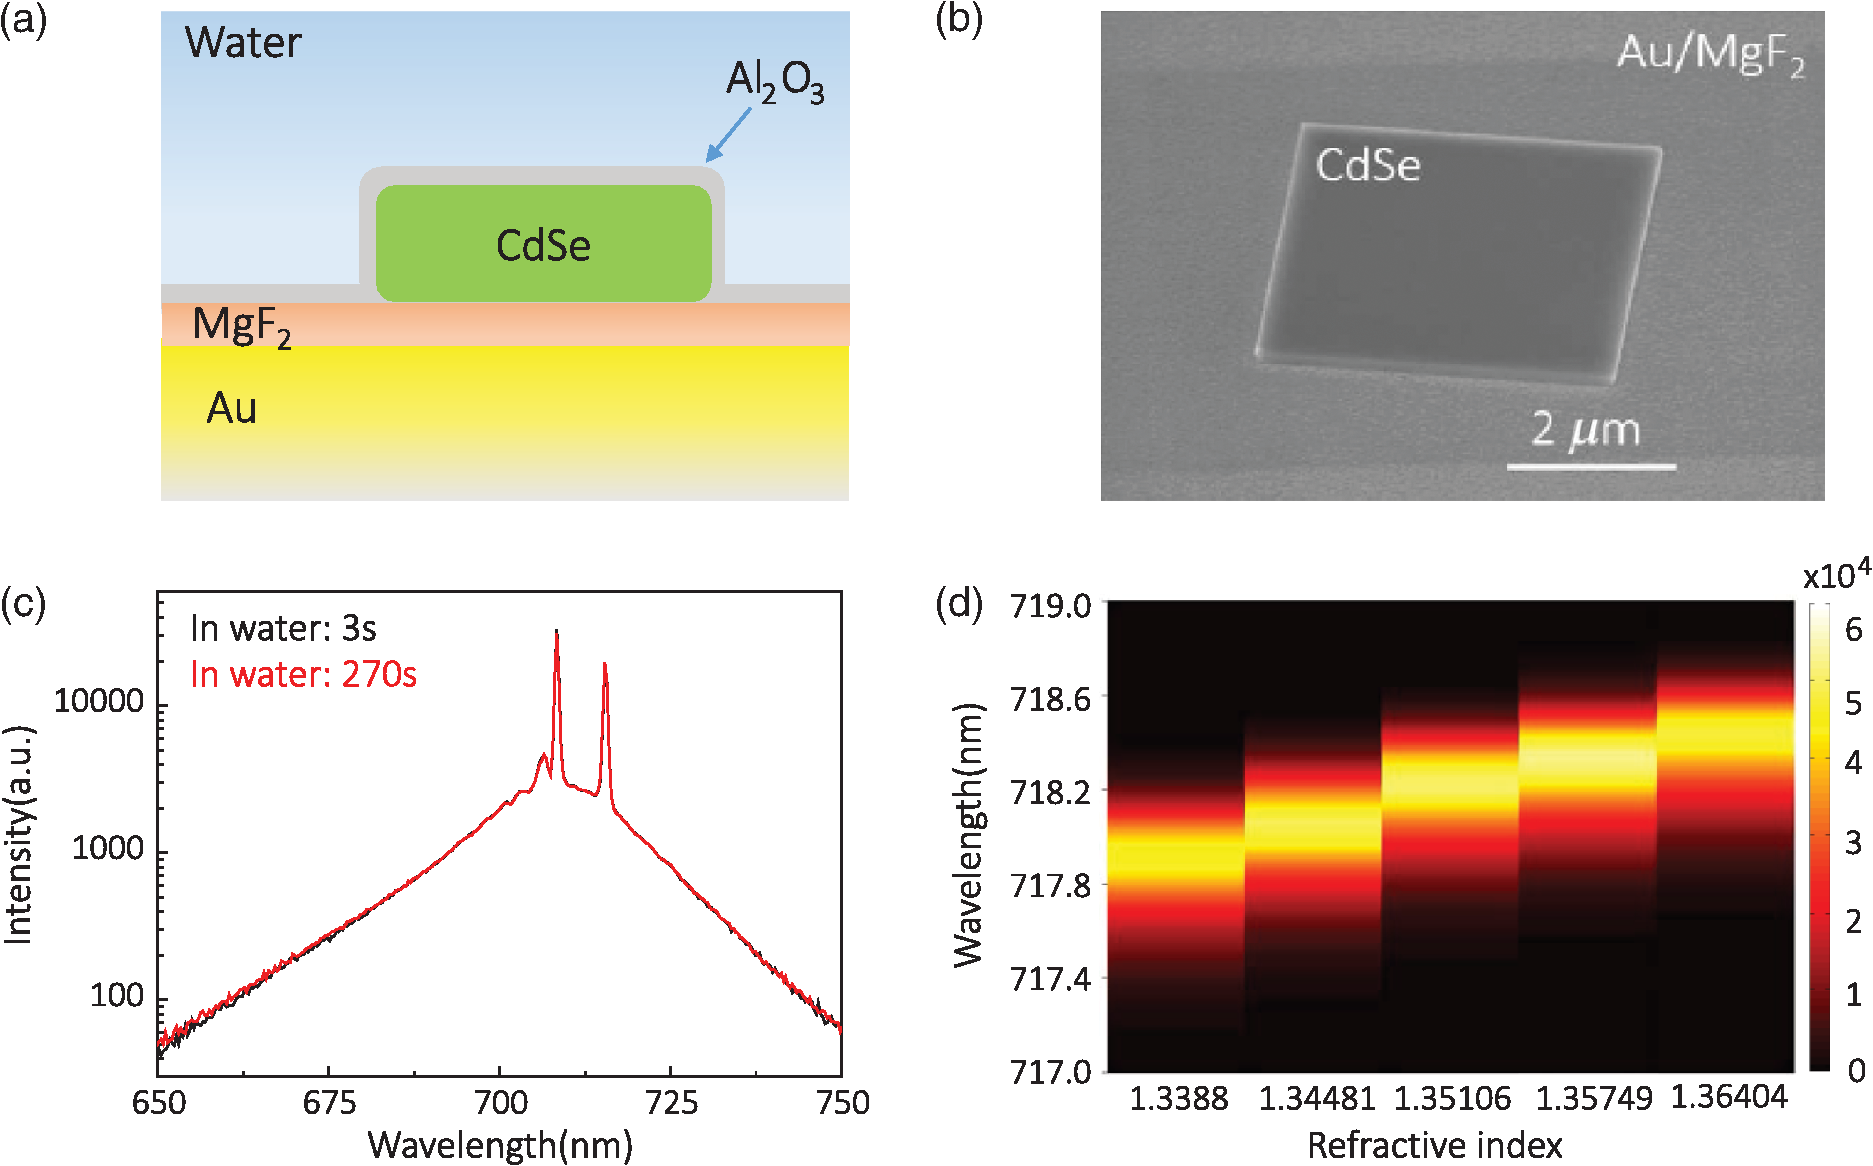 (a)
Water
Al₂O₃
CdSe
MgF₂
Au
(b)
Au/MgF₂
CdSe
2 μm
(c)
In water: 3s
In water: 270s
10000
1000
100
Intensity(a.u.)
650 675 700 725 750
Wavelength(nm)
(d)
x10⁴
719.0
718.6
718.2
717.8
717.4
717.0
Wavelength(nm)
6
5
4
3
2
1
0
1.3388 1.34481 1.35106 1.35749 1.36404
Refractive index